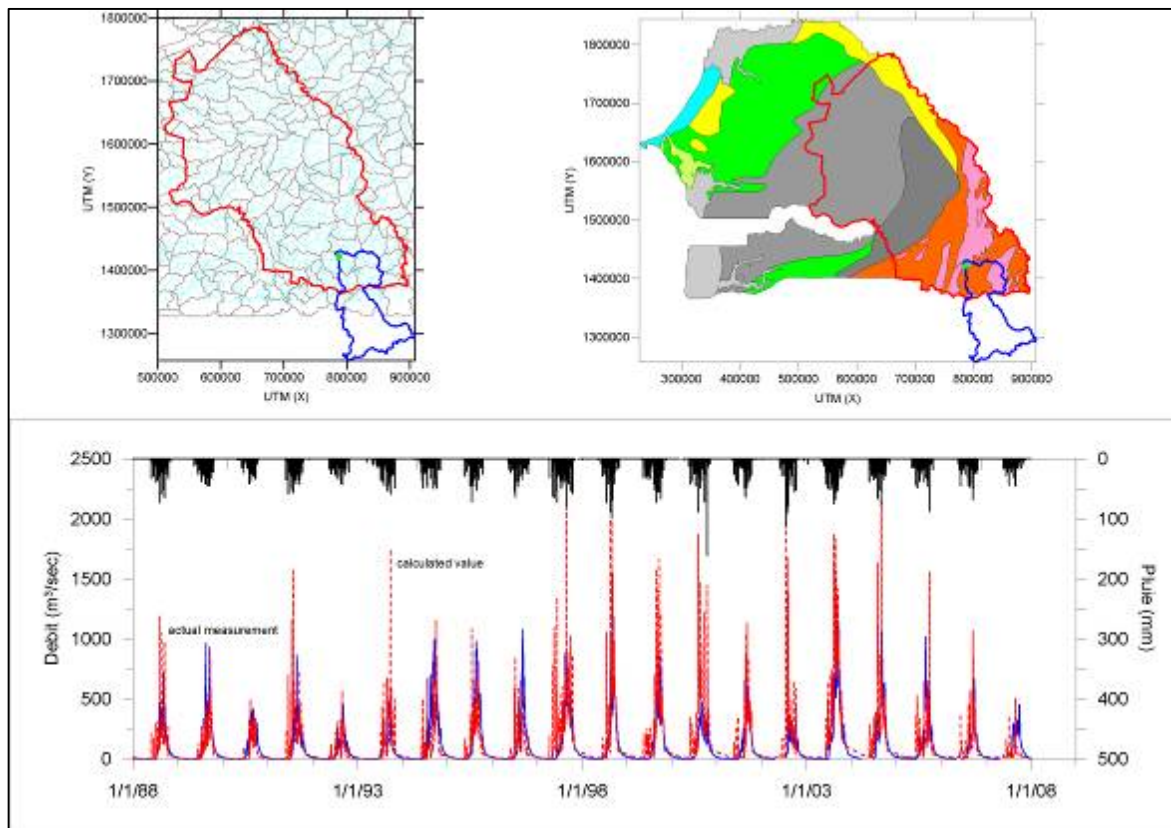 1800000
1700000
1600000
1500000
1400000
1300000
UTM (Y)
500000 600000 700000 800000 900000
UTM (X)
1800000
1700000
1600000
1500000
1400000
1300000
UTM (Y)
300000 400000 500000 600000 700000 800000 900000
UTM (X)
2500
2000
1500
1000
500
0
Debit (m³/sec)
calculated value
actual measurement
0
100
200
300
400
500
Pluie (mm)
1/1/88 1/1/93 1/1/98 1/1/03 1/1/08